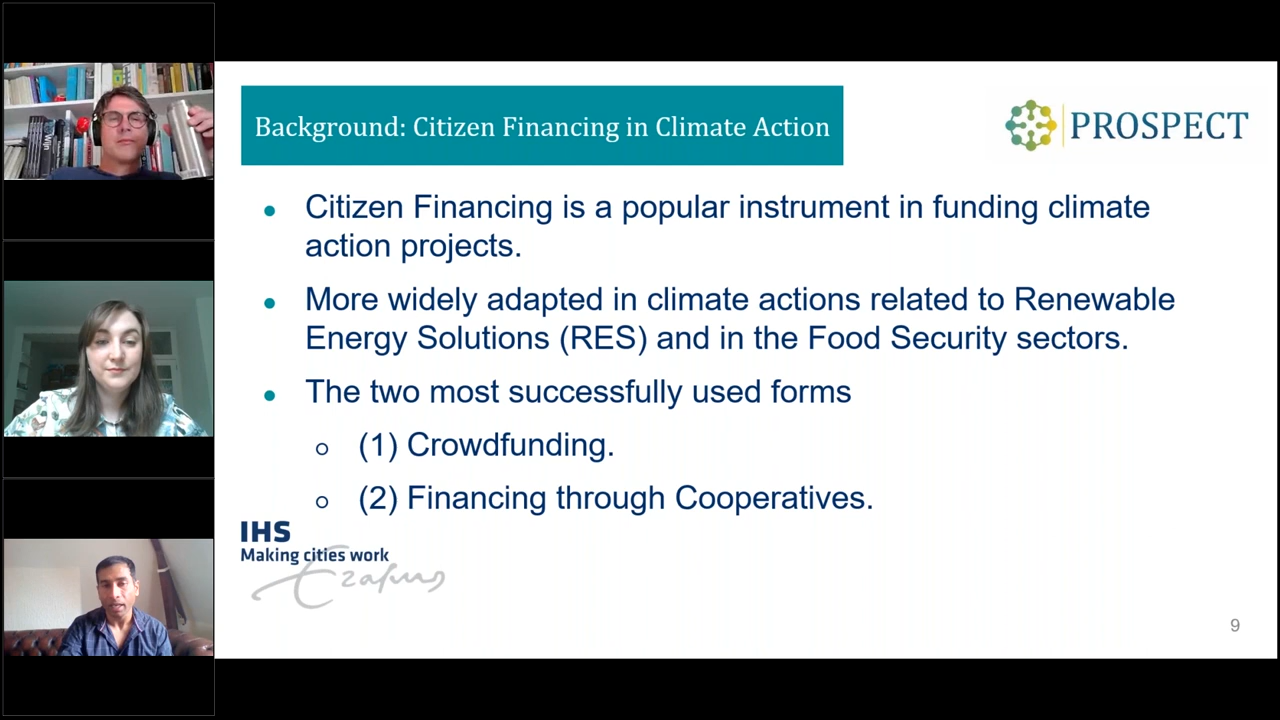 Background: Citizen Financing in Climate Action
PROSPECT
Citizen Financing is a popular instrument in funding climate
action projects.
More widely adapted in climate actions related to Renewable
Energy Solutions (RES) and in the Food Security sectors.
The two most successfully used forms
(1) Crowdfunding.
(2) Financing through Cooperatives.
IHS
Making cities work
Erasmus
9
Wijn